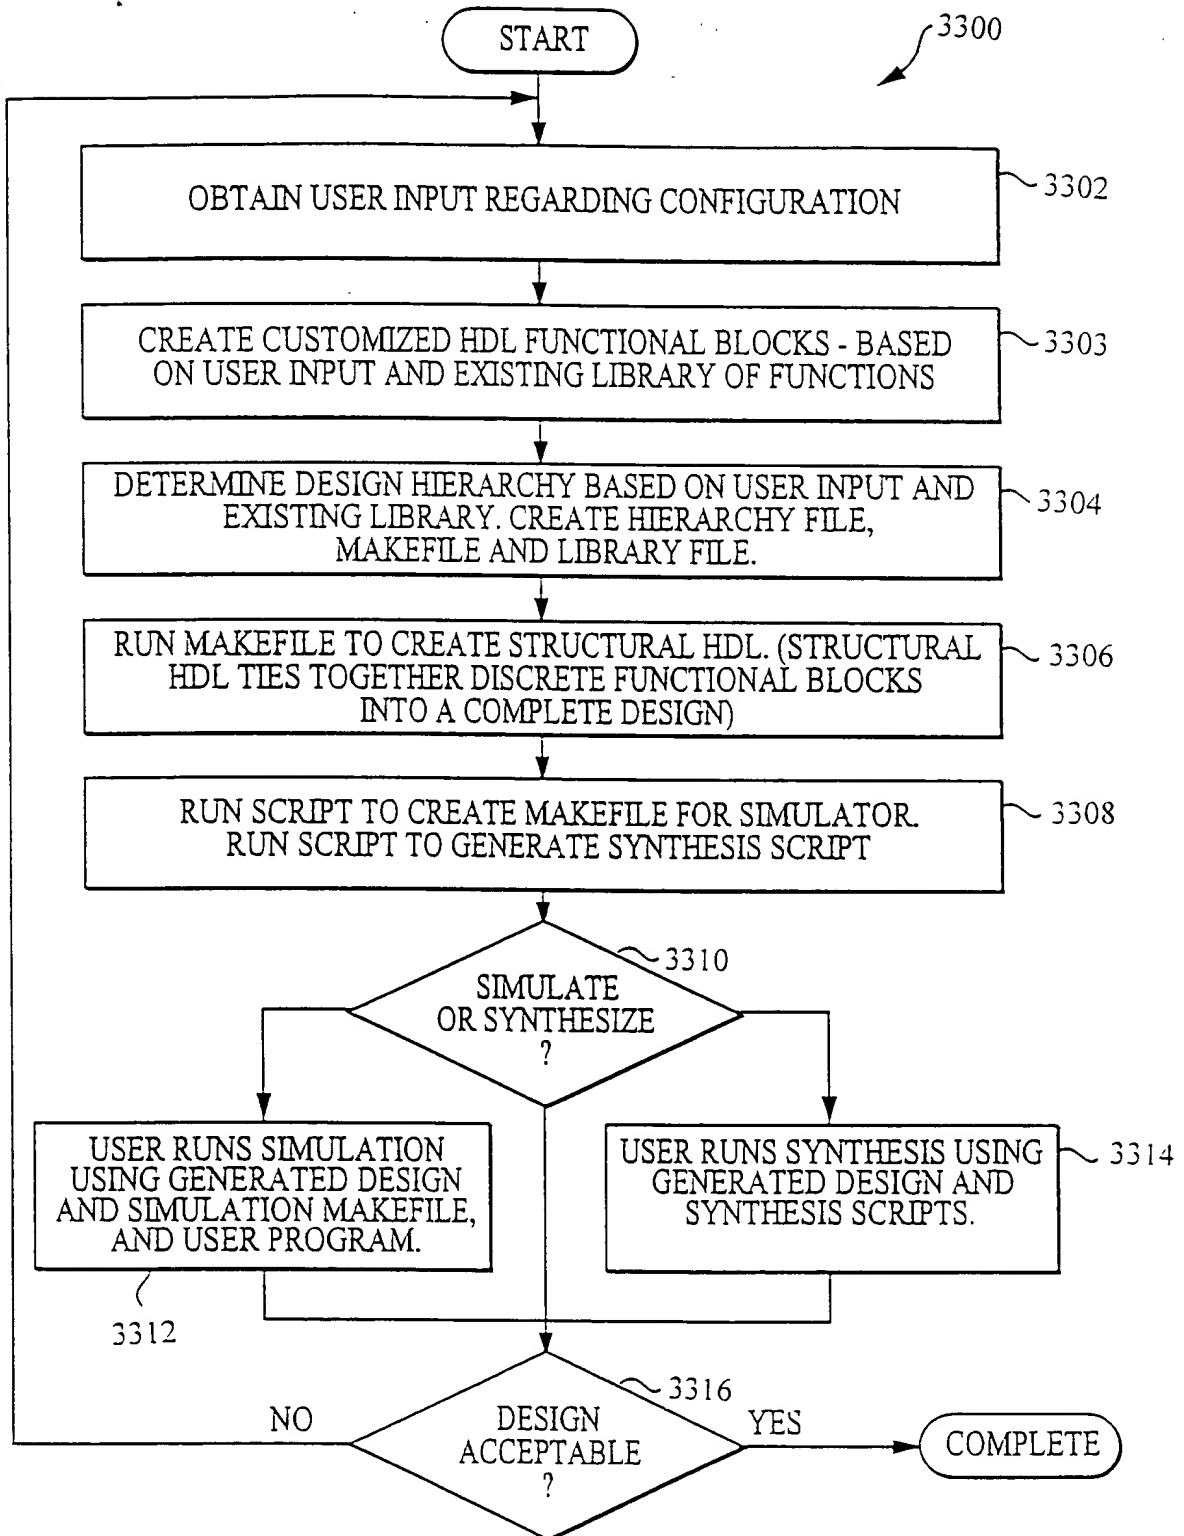 START
3300
OBTAIN USER INPUT REGARDING CONFIGURATION
3302
CREATE CUSTOMIZED HDL FUNCTIONAL BLOCKS - BASED
ON USER INPUT AND EXISTING LIBRARY OF FUNCTIONS
3303
DETERMINE DESIGN HIERARCHY BASED ON USER INPUT AND
EXISTING LIBRARY. CREATE HIERARCHY FILE,
MAKEFILE AND LIBRARY FILE.
3304
RUN MAKEFILE TO CREATE STRUCTURAL HDL. (STRUCTURAL
HDL TIES TOGETHER DISCRETE FUNCTIONAL BLOCKS
INTO A COMPLETE DESIGN)
3306
RUN SCRIPT TO CREATE MAKEFILE FOR SIMULATOR.
RUN SCRIPT TO GENERATE SYNTHESIS SCRIPT
3308
3310
SIMULATE
OR SYNTHESIZE
?
USER RUNS SIMULATION
USING GENERATED DESIGN
AND SIMULATION MAKEFILE,
AND USER PROGRAM.
3312
USER RUNS SYNTHESIS USING
GENERATED DESIGN AND
SYNTHESIS SCRIPTS.
3314
3316
NO
DESIGN
ACCEPTABLE
?
YES
COMPLETE